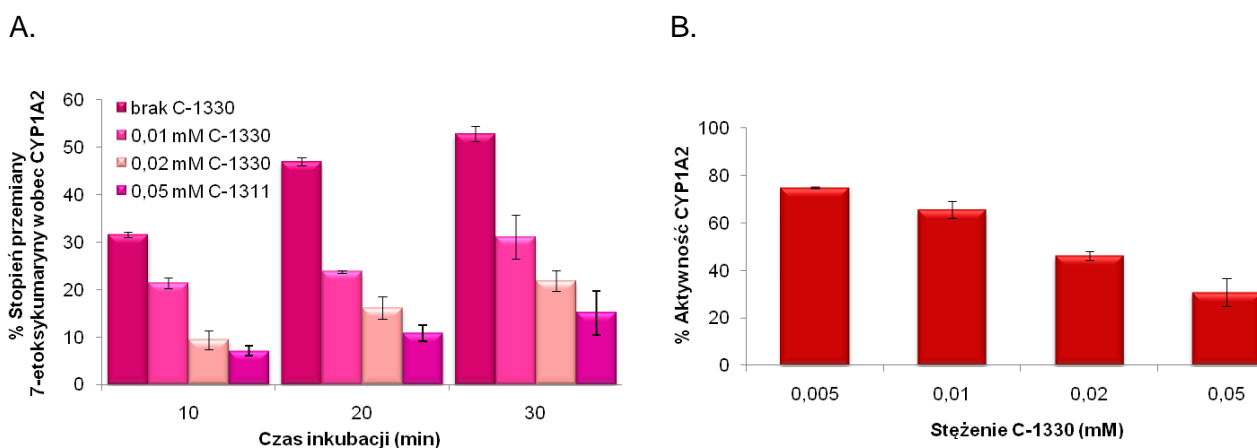 A.
% Stopień przemiany
7-etoksykumaryny wobec CYP1A2
60
50
40
30
20
10
0
brak C-1330
0,01 mM C-1330
0,02 mM C-1330
0,05 mM C-1311
10 20 30
Czas inkubacji (min)
B.
% Aktywność CYP1A2
100
80
60
40
20
0
0,005 0,01 0,02 0,05
Stężenie C-1330 (mM)